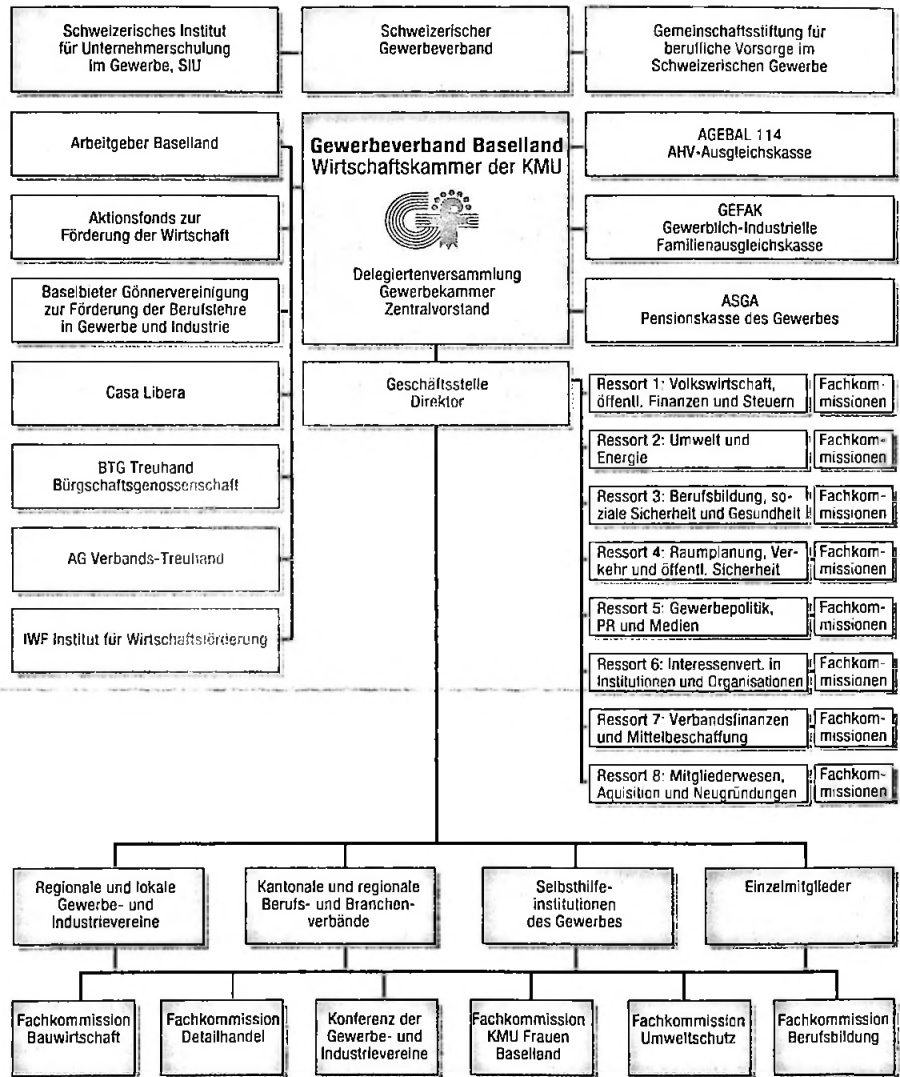 Schweizerisches Institut
für Unternehmerschulung
im Gewerbe, SIU
Schweizerischer
Gewerbeverband
Gemeinschaftsstiftung für
berufliche Vorsorge im
Schweizerischen Gewerbe
Arbeitgeber Baselland
Aktionsfonds zur
Förderung der Wirtschaft
Baselbieter Gönnervereinigung
zur Förderung der Berufslehre
in Gewerbe und Industrie
Casa Libera
BTG Treuhand
Bürgschaftsgenossenschaft
AG Verbands-Treuhand
IWF Institut für Wirtschaftsförderung
Gewerbeverband Baselland
Wirtschaftskammer der KMU
Delegiertenversammlung
Gewerbekammer
Zentralvorstand
Geschäftsstelle
Direktor
AGEBAL 114
AHV-Ausgleichskasse
GEFAK
Gewerblich-Industrielle
Familienausgleichskasse
ASGA
Pensionskasse des Gewerbes
Ressort 1: Volkswirtschaft,
öffentl. Finanzen und Steuern
Fachkom-
missionen
Ressort 2: Umwelt und
Energie
Fachkom-
missionen
Ressort 3: Berufsbildung, so-
ziale Sicherheit und Gesundheit
Fachkom-
missionen
Ressort 4: Raumplanung, Ver-
kehr und öffentl. Sicherheit
Fachkom-
missionen
Ressort 5: Gewerbepolitik,
PR und Medien
Fachkom-
missionen
Ressort 6: Interessenvert. in
Institutionen und Organisationen
Fachkom-
missionen
Ressort 7: Verbandsfinanzen
und Mittelbeschaffung
Fachkom-
missionen
Ressort 8: Mitgliederwesen,
Aquisition und Neugründungen
Fachkom-
missionen
Regionale und lokale
Gewerbe- und
Industrievereine
Kantonale und regionale
Berufs- und Branchen-
verbände
Selbsthilfe-
institutionen
des Gewerbes
Einzelmitglieder
Fachkommission
Bauwirtschaft
Fachkommission
Detailhandel
Konferenz der
Gewerbe- und
Industrievereine
Fachkommission
KMU Frauen
Baselland
Fachkommission
Umweltschutz
Fachkommission
Berufsbildung